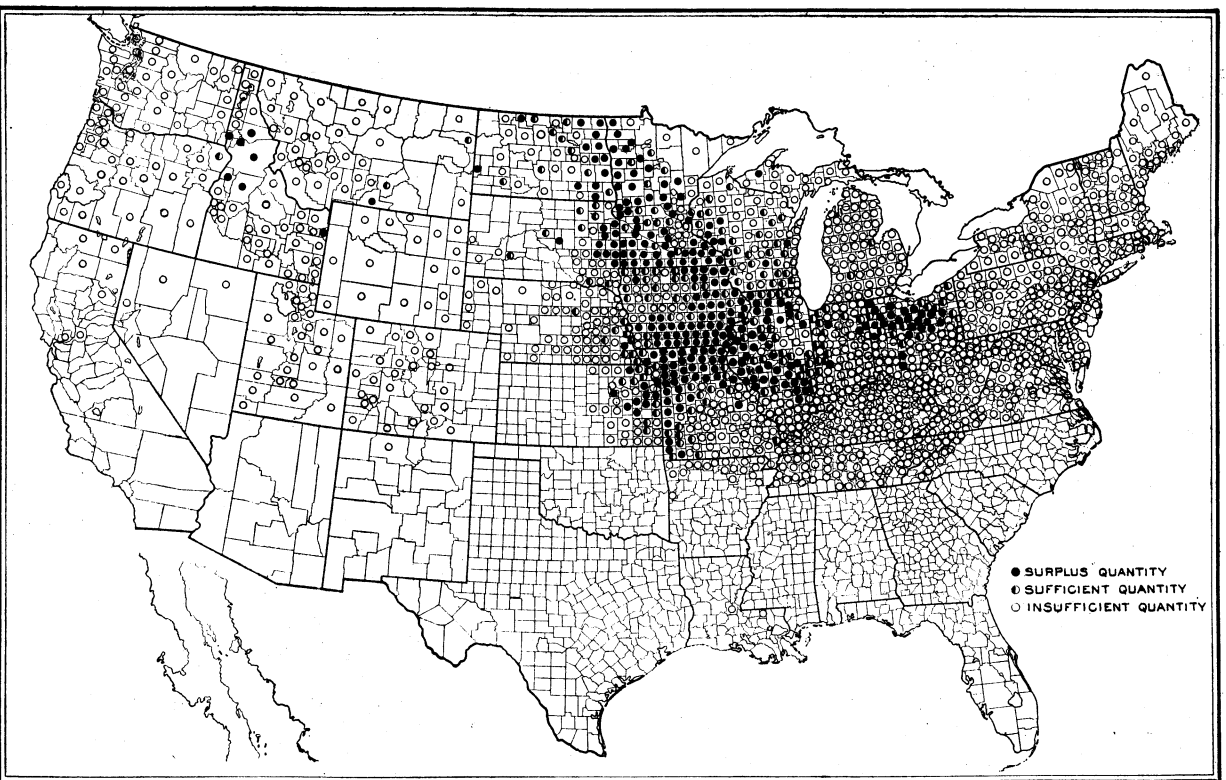 ● SURPLUS QUANTITY
◐ SUFFICIENT QUANTITY
○ INSUFFICIENT QUANTITY